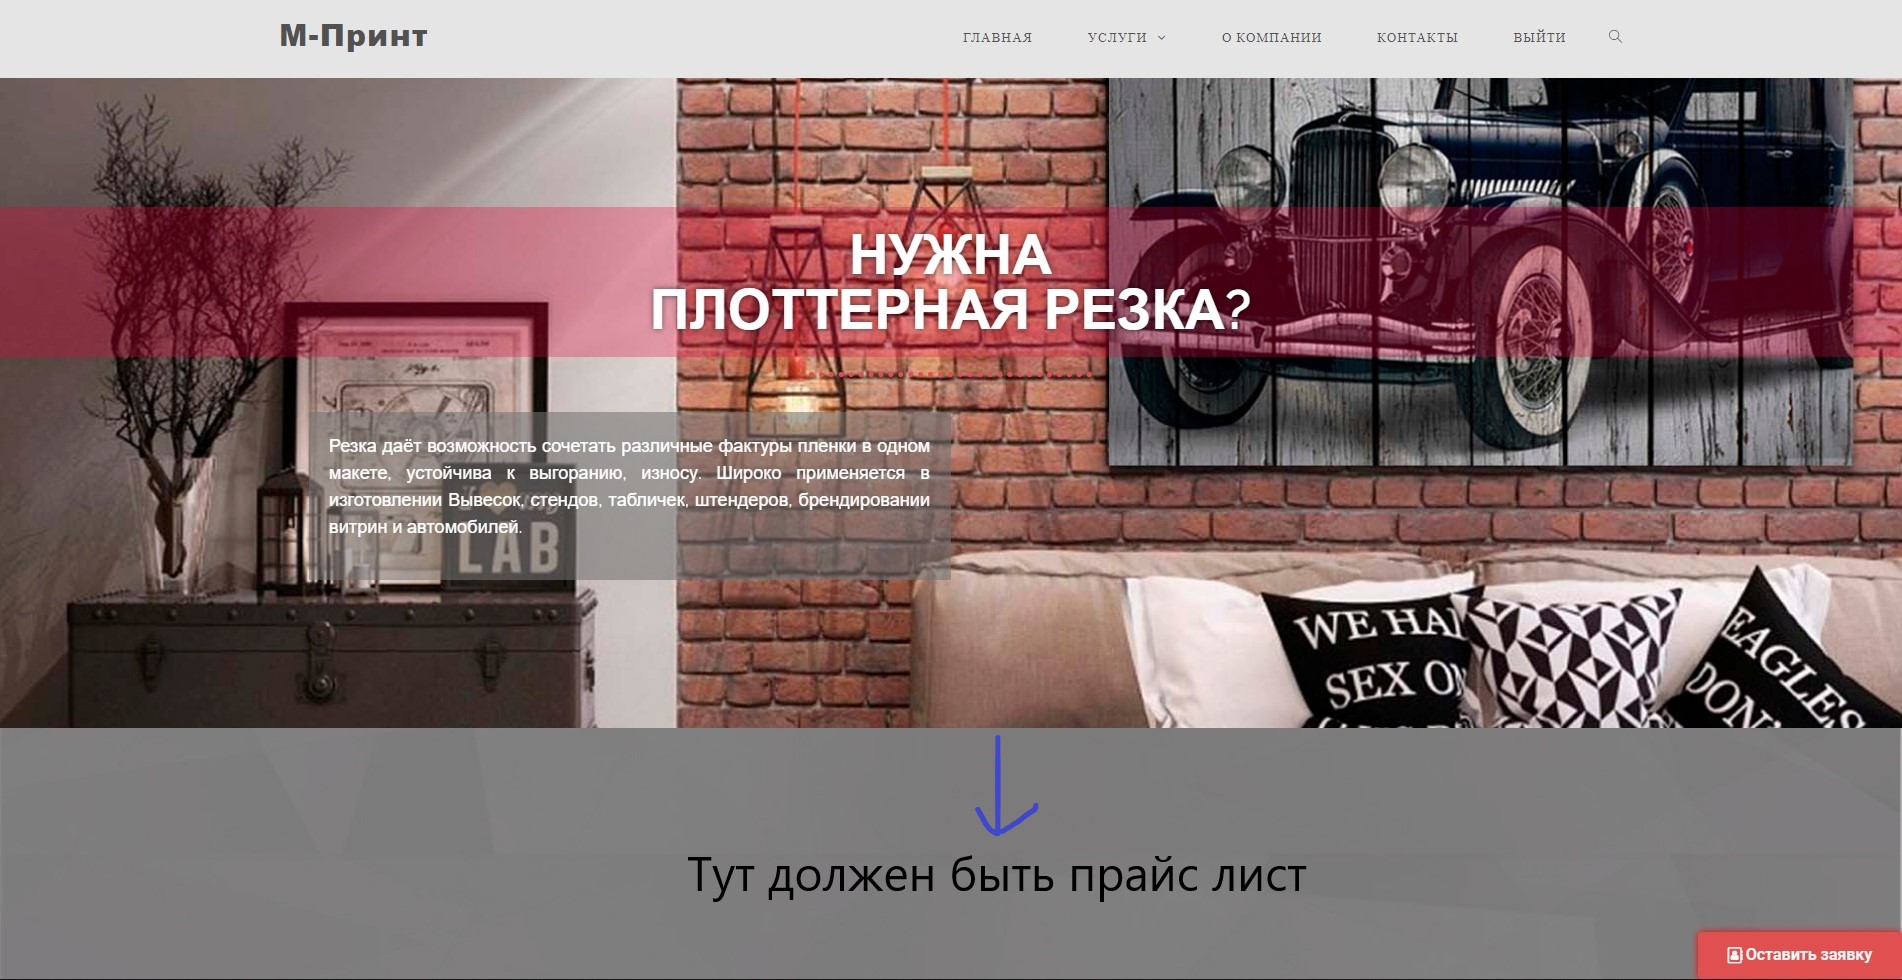 М-Принт
ГЛАВНАЯ УСЛУГИ О КОМПАНИИ КОНТАКТЫ ВЫЙТИ
НУЖНА
ПЛОТТЕРНАЯ РЕЗКА?
Резка даёт возможность сочетать различные фактуры пленки в одном
макете, устойчива к выгоранию, износу. Широко применяется в
изготовлении Вывесок, стендов, табличек, штендеров, брендировании
витрин и автомобилей.
LAB
WE HA
SEX ON
EAGLES
DON'
Тут должен быть прайс лист
Оставить заявку